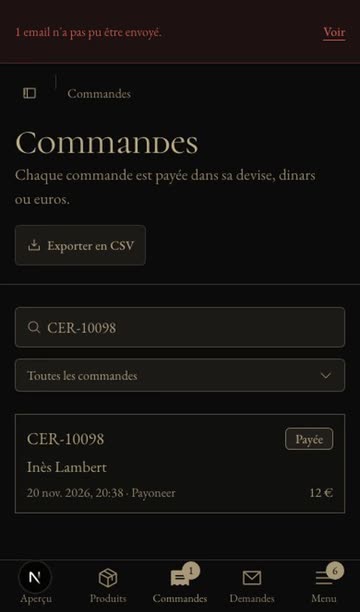 1 email n'a pas pu être envoyé.
Voir
Commandes
Commandes
Chaque commande est payée dans sa devise, dinars
ou euros.
Exporter en CSV
CER-10098
Toutes les commandes
CER-10098
Payée
Inès Lambert
20 nov. 2026, 20:38 · Payoneer
12 €
N
1
6
Aperçu
Produits
Commandes
Demandes
Menu